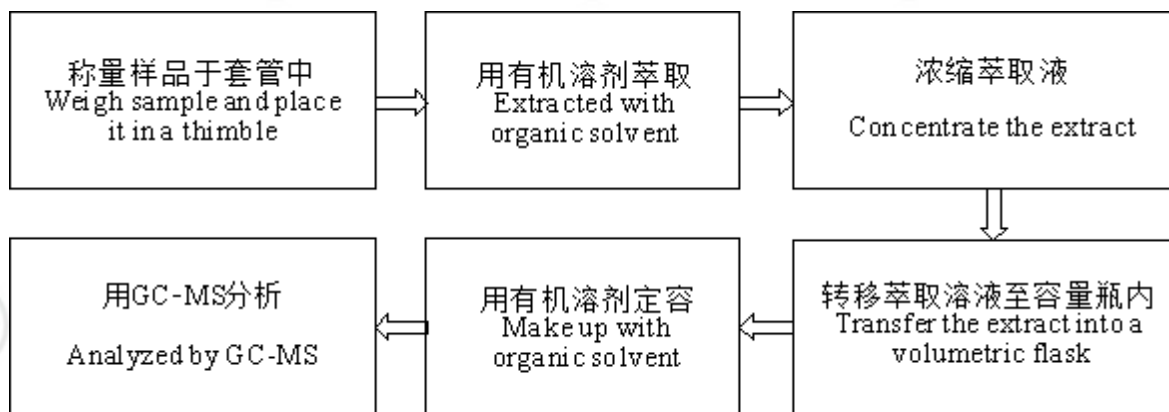 称量样品于套管中
Weigh sample and place
it in a thimble
用有机溶剂萃取
Extracted with
organic solvent
浓缩萃取液
Concentrate the extract
转移萃取溶液至容量瓶内
Transfer the extract into a
volumetric flask
用有机溶剂定容
Make up with
organic solvent
用GC-MS分析
Analyzed by GC-MS